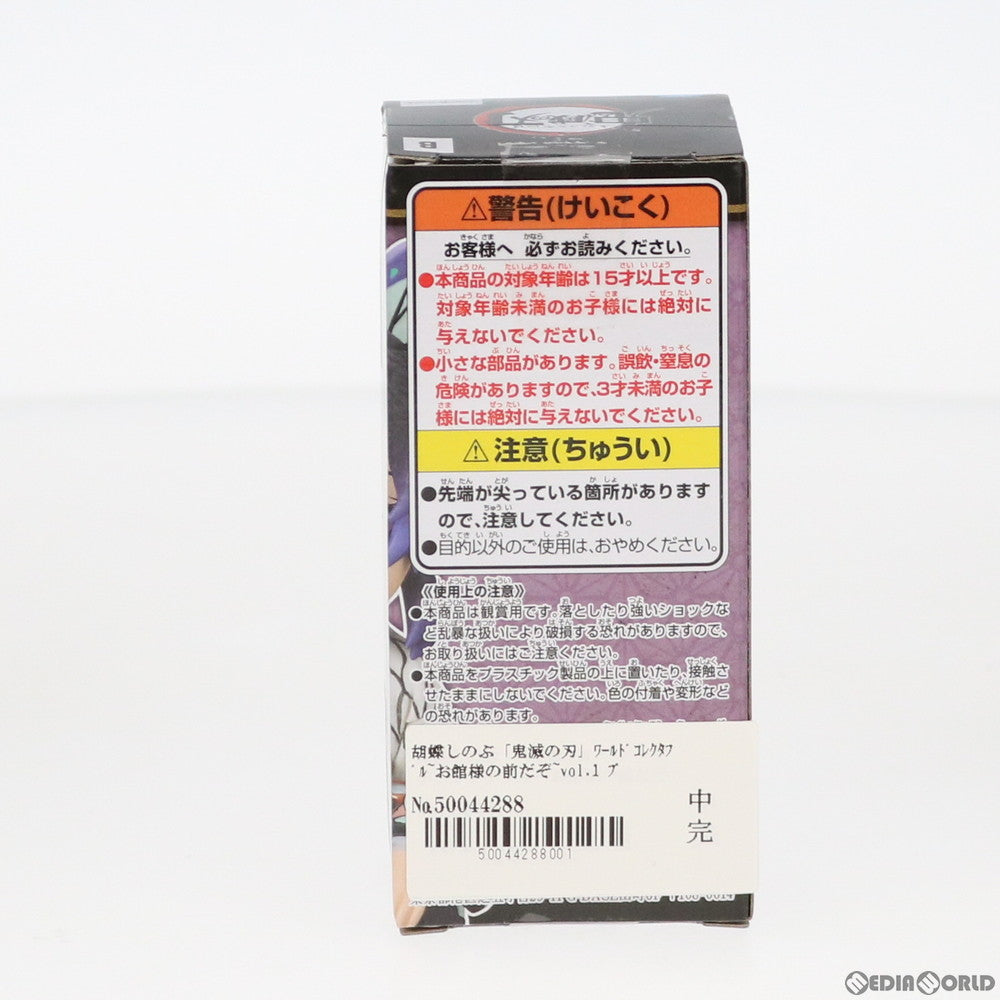 B
警告(けいこく)
お客様へ 必ずお読みください。
●本商品の対象年齢は15才以上です。
対象年齢未満のお子様には絶対に
与えないでください。
●小さな部品があります。誤飲・窒息の
危険がありますので、3才未満のお子
様には絶対に与えないでください。
注意(ちゅうい)
●先端が尖っている箇所があります
ので、注意してください。
●目的以外のご使用は、おやめください。
《使用上の注意》
●本商品は観賞用です。落としたり強いショックな
ど乱暴な扱いにより破損する恐れがありますので、
お取り扱いにはご注意ください。
●本商品をプラスチック製品の上に置いたり、接触
させたままにしないでください。色の付着や変形など
の恐れがあります。
胡蝶しのぶ「鬼滅の刃」ﾜｰﾙﾄﾞｺﾚｸﾀﾌ
ﾞﾙ~お館様の前だぞ~vol.1 ﾌﾟ
No.50044288
中
完
50044288001
MEDIAWORLD